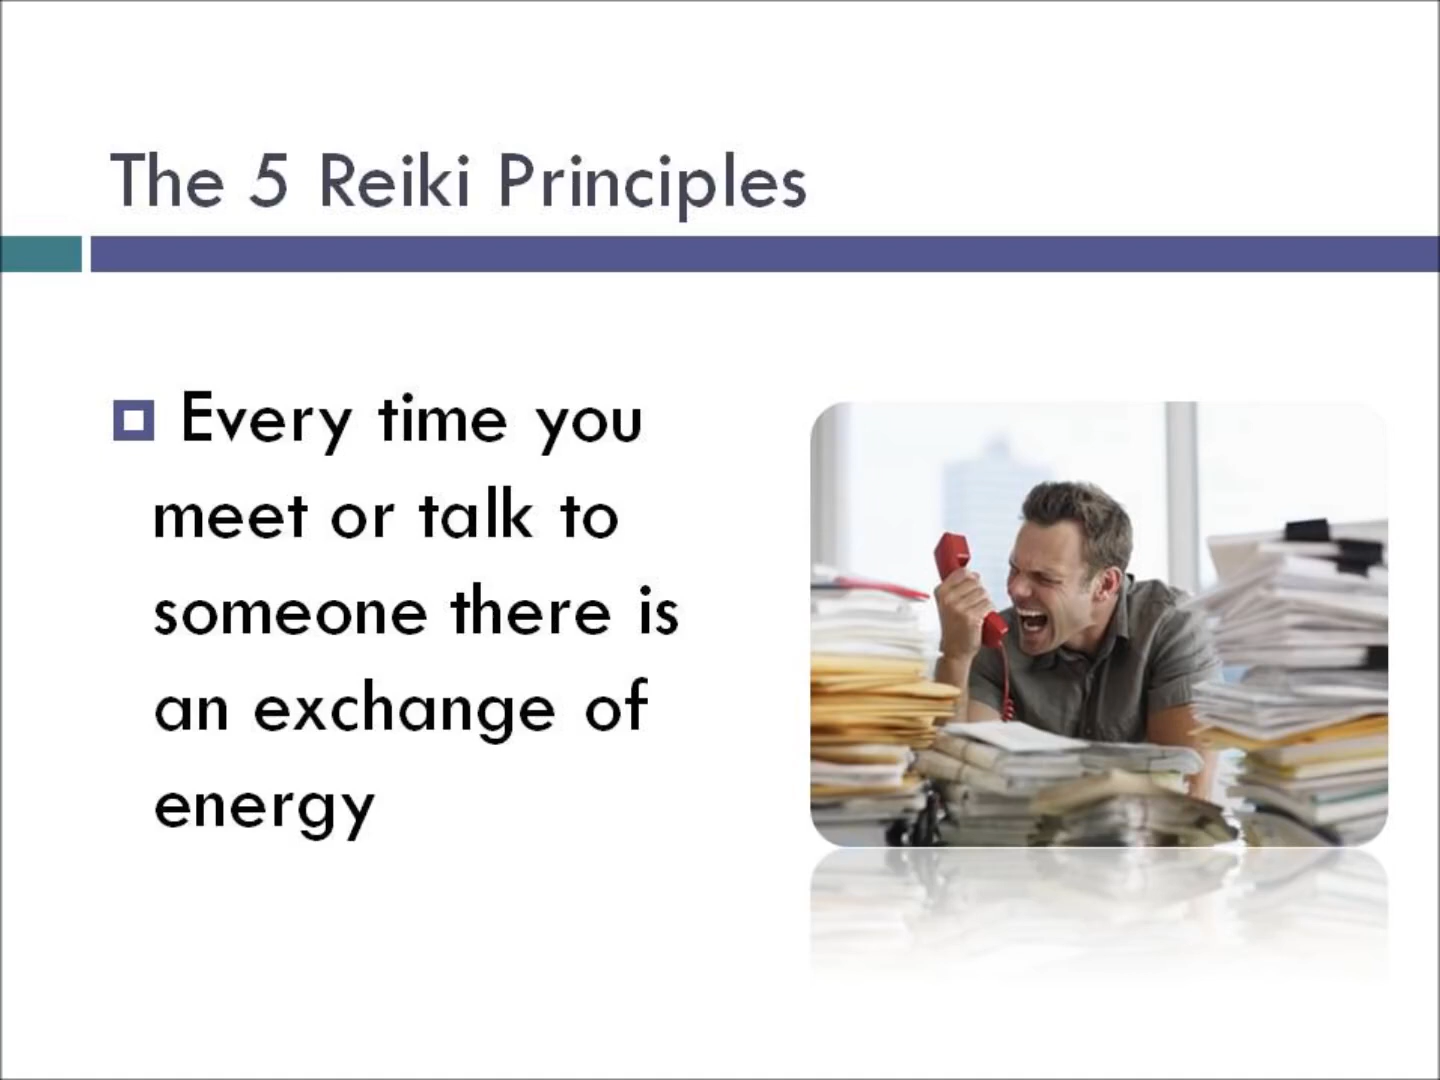 The 5 Reiki Principles
Every time you
meet or talk to
someone there is
an exchange of
energy